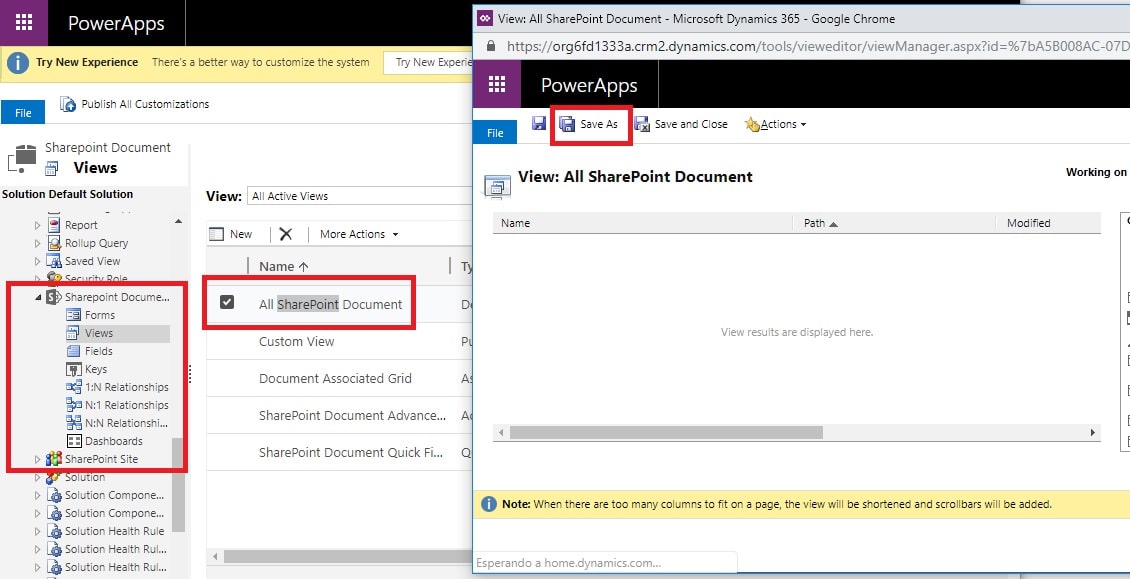 PowerApps
Try New Experience There's a better way to customize the system Try New Experie
File Publish All Customizations
Sharepoint Document
Views
Solution Default Solution
Report
Rollup Query
Saved View
Security Role
Sharepoint Docume...
Forms
Views
Fields
Keys
1:N Relationships
N:1 Relationships
N:N Relationshi...
Dashboards
SharePoint Site
Solution
Solution Compone...
Solution Compone...
Solution Health Rule
Solution Health Rul...
Solution Health Rul...
View: All Active Views
New More Actions
Name Ty
All SharePoint Document De
Custom View Pu
Document Associated Grid As
SharePoint Document Advance... Ad
SharePoint Document Quick Fi... Q
View: All SharePoint Document - Microsoft Dynamics 365 - Google Chrome
https://org6fd1333a.crm2.dynamics.com/tools/vieweditor/viewManager.aspx?id=%7bA5B008AC-07D
PowerApps
File Save As Save and Close Actions
View: All SharePoint Document
Working on
Name Path Modified
View results are displayed here.
Note: When there are too many columns to fit on a page, the view will be shortened and scrollbars will be added.
Esperando a home.dynamics.com...